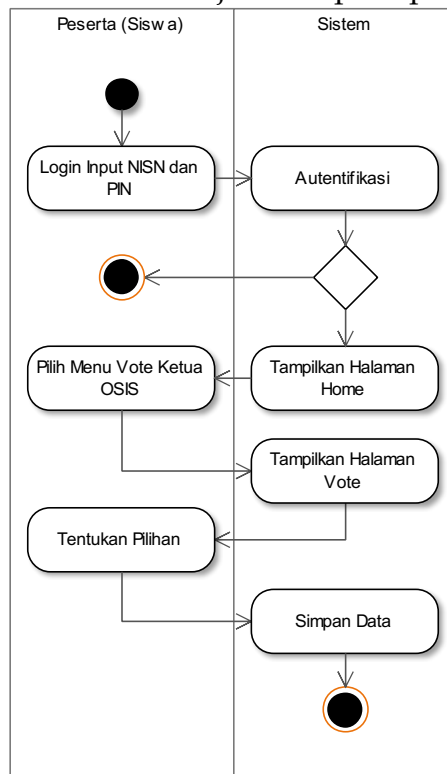 Peserta (Siswa)
Sistem
Login Input NISN dan
PIN
Autentifikasi
Tampilkan Halaman
Home
Pilih Menu Vote Ketua
OSIS
Tampilkan Halaman
Vote
Tentukan Pilihan
Simpan Data